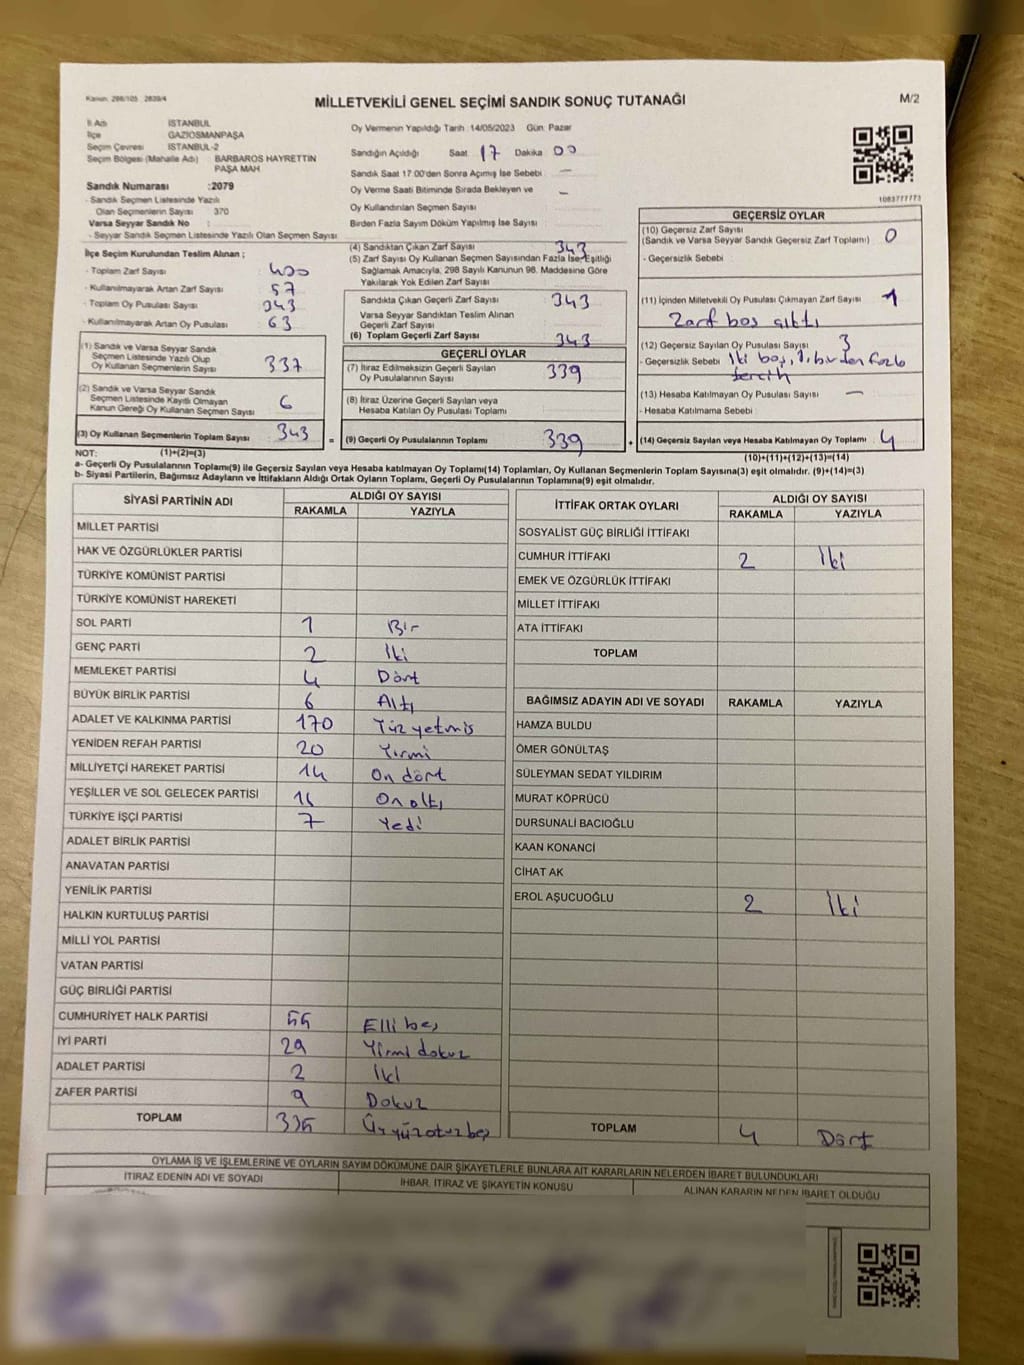 Kanun: 298/105 2839/4
MİLLETVEKİLİ GENEL SEÇİMİ SANDIK SONUÇ TUTANAĞI
M/2
İl Adı İSTANBUL
İlçe GAZİOSMANPAŞA
Seçim Çevresi İSTANBUL-2
Seçim Bölgesi (Mahalle Adı) BARBAROS HAYRETTIN
PAŞA MAH
Sandık Numarası :2079
- Sandık Seçmen Listesinde Yazılı
Olan Seçmenlerin Sayısı 370
Varsa Seyyar Sandık No :
- Seyyar Sandık Seçmen Listesinde Yazılı Olan Seçmen Sayısı
İlçe Seçim Kurulundan Teslim Alınan ;
- Toplam Zarf Sayısı : 400
- Kullanılmayarak Artan Zarf Sayısı : 57
- Toplam Oy Pusulası Sayısı : 343
- Kullanılmayarak Artan Oy Pusulası : 63
(1) Sandık ve Varsa Seyyar Sandık
Seçmen Listesinde Yazılı Olup
Oy Kullanan Seçmenlerin Sayısı : 337
(2) Sandık ve Varsa Seyyar Sandık
Seçmen Listesinde Kayıtlı Olmayan
Kanun Gereği Oy Kullanan Seçmen Sayısı : 6
(3) Oy Kullanan Seçmenlerin Toplam Sayısı : 343
Oy Vermenin Yapıldığı Tarih :14/05/2023 Gün: Pazar
Sandığın Açıldığı Saat 17 Dakika 00
Sandık Saat 17:00'den Sonra Açımış İse Sebebi : —
Oy Verme Saati Bitiminde Sırada Bekleyen ve –
Oy Kullandırılan Seçmen Sayısı :
Birden Fazla Sayım Döküm Yapılmış İse Sayısı :
(4) Sandıktan Çıkan Zarf Sayısı : 343
(5) Zarf Sayısı Oy Kullanan Seçmen Sayısından Fazla İse, Eşitliği
Sağlamak Amacıyla, 298 Sayılı Kanunun 98. Maddesine Göre
Yakılarak Yok Edilen Zarf Sayısı :
Sandıkta Çıkan Geçerli Zarf Sayısı : 343
Varsa Seyyar Sandıktan Teslim Alınan
Geçerli Zarf Sayısı :
(6) Toplam Geçerli Zarf Sayısı : 343
GEÇERLİ OYLAR
(7) İtiraz Edilmeksizin Geçerli Sayılan
Oy Pusulalarının Sayısı : 339
(8) İtiraz Üzerine Geçerli Sayılan veya
Hesaba Katılan Oy Pusulası Toplamı :
= (9) Geçerli Oy Pusulalarının Toplamı : 339
1083777773
GEÇERSİZ OYLAR
(10) Geçersiz Zarf Sayısı : 0
(Sandık ve Varsa Seyyar Sandık Geçersiz Zarf Toplamı)
- Geçersizlik Sebebi :
(11) İçinden Milletvekili Oy Pusulası Çıkmayan Zarf Sayısı : 1
Zarf boş çıktı
(12) Geçersiz Sayılan Oy Pusulası Sayısı : 3
- Geçersizlik Sebebi : İki boş, 1. birden fazla
tercih
(13) Hesaba Katılmayan Oy Pusulası Sayısı : —
- Hesaba Katılmama Sebebi :
+ (14) Geçersiz Sayılan veya Hesaba Katılmayan Oy Toplamı : 4
NOT: (1)+(2)=(3)
(10)+(11)+(12)+(13)=(14)
a- Geçerli Oy Pusulalarının Toplamı(9) ile Geçersiz Sayılan veya Hesaba katılmayan Oy Toplamı(14) Toplamları, Oy Kullanan Seçmenlerin Toplam Sayısına(3) eşit olmalıdır. (9)+(14)=(3)
b- Siyasi Partilerin, Bağımsız Adayların ve İttifakların Aldığı Ortak Oyların Toplamı, Geçerli Oy Pusulalarının Toplamına(9) eşit olmalıdır.
SİYASİ PARTİNİN ADI ALDIĞI OY SAYISI
RAKAMLA YAZIYLA
MİLLET PARTİSİ
HAK VE ÖZGÜRLÜKLER PARTİSİ
TÜRKİYE KOMÜNİST PARTİSİ
TÜRKİYE KOMÜNİST HAREKETİ
SOL PARTİ 1 Bir
GENÇ PARTİ 2 İki
MEMLEKET PARTİSİ 4 Dört
BÜYÜK BİRLİK PARTİSİ 6 Altı
ADALET VE KALKINMA PARTİSİ 170 Yüz yetmiş
YENİDEN REFAH PARTİSİ 20 Yirmi
MİLLİYETÇİ HAREKET PARTİSİ 14 On dört
YEŞİLLER VE SOL GELECEK PARTİSİ 16 On altı
TÜRKİYE İŞÇİ PARTİSİ 7 Yedi
ADALET BİRLİK PARTİSİ
ANAVATAN PARTİSİ
YENİLİK PARTİSİ
HALKIN KURTULUŞ PARTİSİ
MİLLİ YOL PARTİSİ
VATAN PARTİSİ
GÜÇ BİRLİĞİ PARTİSİ
CUMHURİYET HALK PARTİSİ 55 Elli beş
İYİ PARTİ 29 Yirmi dokuz
ADALET PARTİSİ 2 İki
ZAFER PARTİSİ 9 Dokuz
TOPLAM 335 Üçyüzotuzbeş
İTTİFAK ORTAK OYLARI ALDIĞI OY SAYISI
RAKAMLA YAZIYLA
SOSYALİST GÜÇ BİRLİĞİ İTTİFAKI
CUMHUR İTTİFAKI 2 İki
EMEK VE ÖZGÜRLÜK İTTİFAKI
MİLLET İTTİFAKI
ATA İTTİFAKI
TOPLAM
BAĞIMSIZ ADAYIN ADI VE SOYADI RAKAMLA YAZIYLA
HAMZA BULDU
ÖMER GÖNÜLTAŞ
SÜLEYMAN SEDAT YILDIRIM
MURAT KÖPRÜCÜ
DURSUNALİ BACIOĞLU
KAAN KONANCİ
CİHAT AK
EROL AŞUCUOĞLU 2 İki
TOPLAM 4 Dört
OYLAMA İŞ VE İŞLEMLERİNE VE OYLARIN SAYIM DÖKÜMÜNE DAİR ŞİKAYETLERLE BUNLARA AİT KARARLARIN NELERDEN İBARET BULUNDUKLARI
İTİRAZ EDENİN ADI VE SOYADI İHBAR, İTİRAZ VE ŞİKAYETİN KONUSU ALINAN KARARIN NEDEN İBARET OLDUĞU